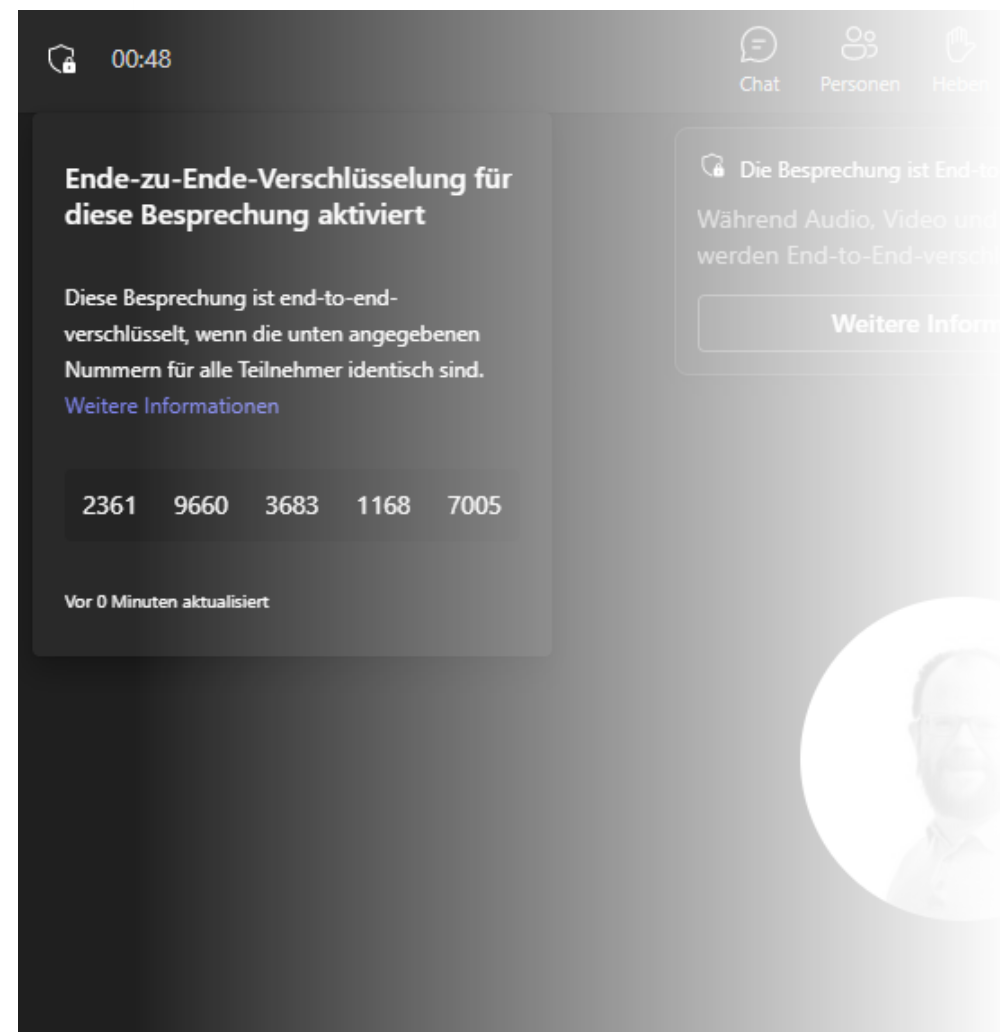 00:48
Chat Personen Heben
Ende-zu-Ende-Verschlüsselung für
diese Besprechung aktiviert
Diese Besprechung ist end-to-end-
verschlüsselt, wenn die unten angegebenen
Nummern für alle Teilnehmer identisch sind.
Weitere Informationen
2361 9660 3683 1168 7005
Vor 0 Minuten aktualisiert
Die Besprechung ist End-to
Während Audio, Video und
werden End-to-End-versch
Weitere Inform